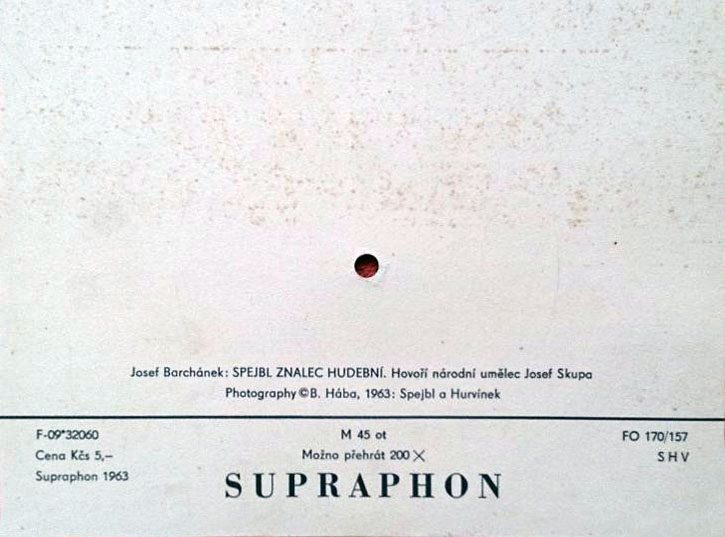 Josef Barchánek: SPEJBL ZNALEC HUDEBNÍ. Hovoří národní umělec Josef Skupa
Photography © B. Hába, 1963: Spejbl a Hurvínek
F-09*32060
Cena Kčs 5,–
Supraphon 1963
M 45 ot
Možno přehrát 200 ×
SUPRAPHON
FO 170/157
SHV